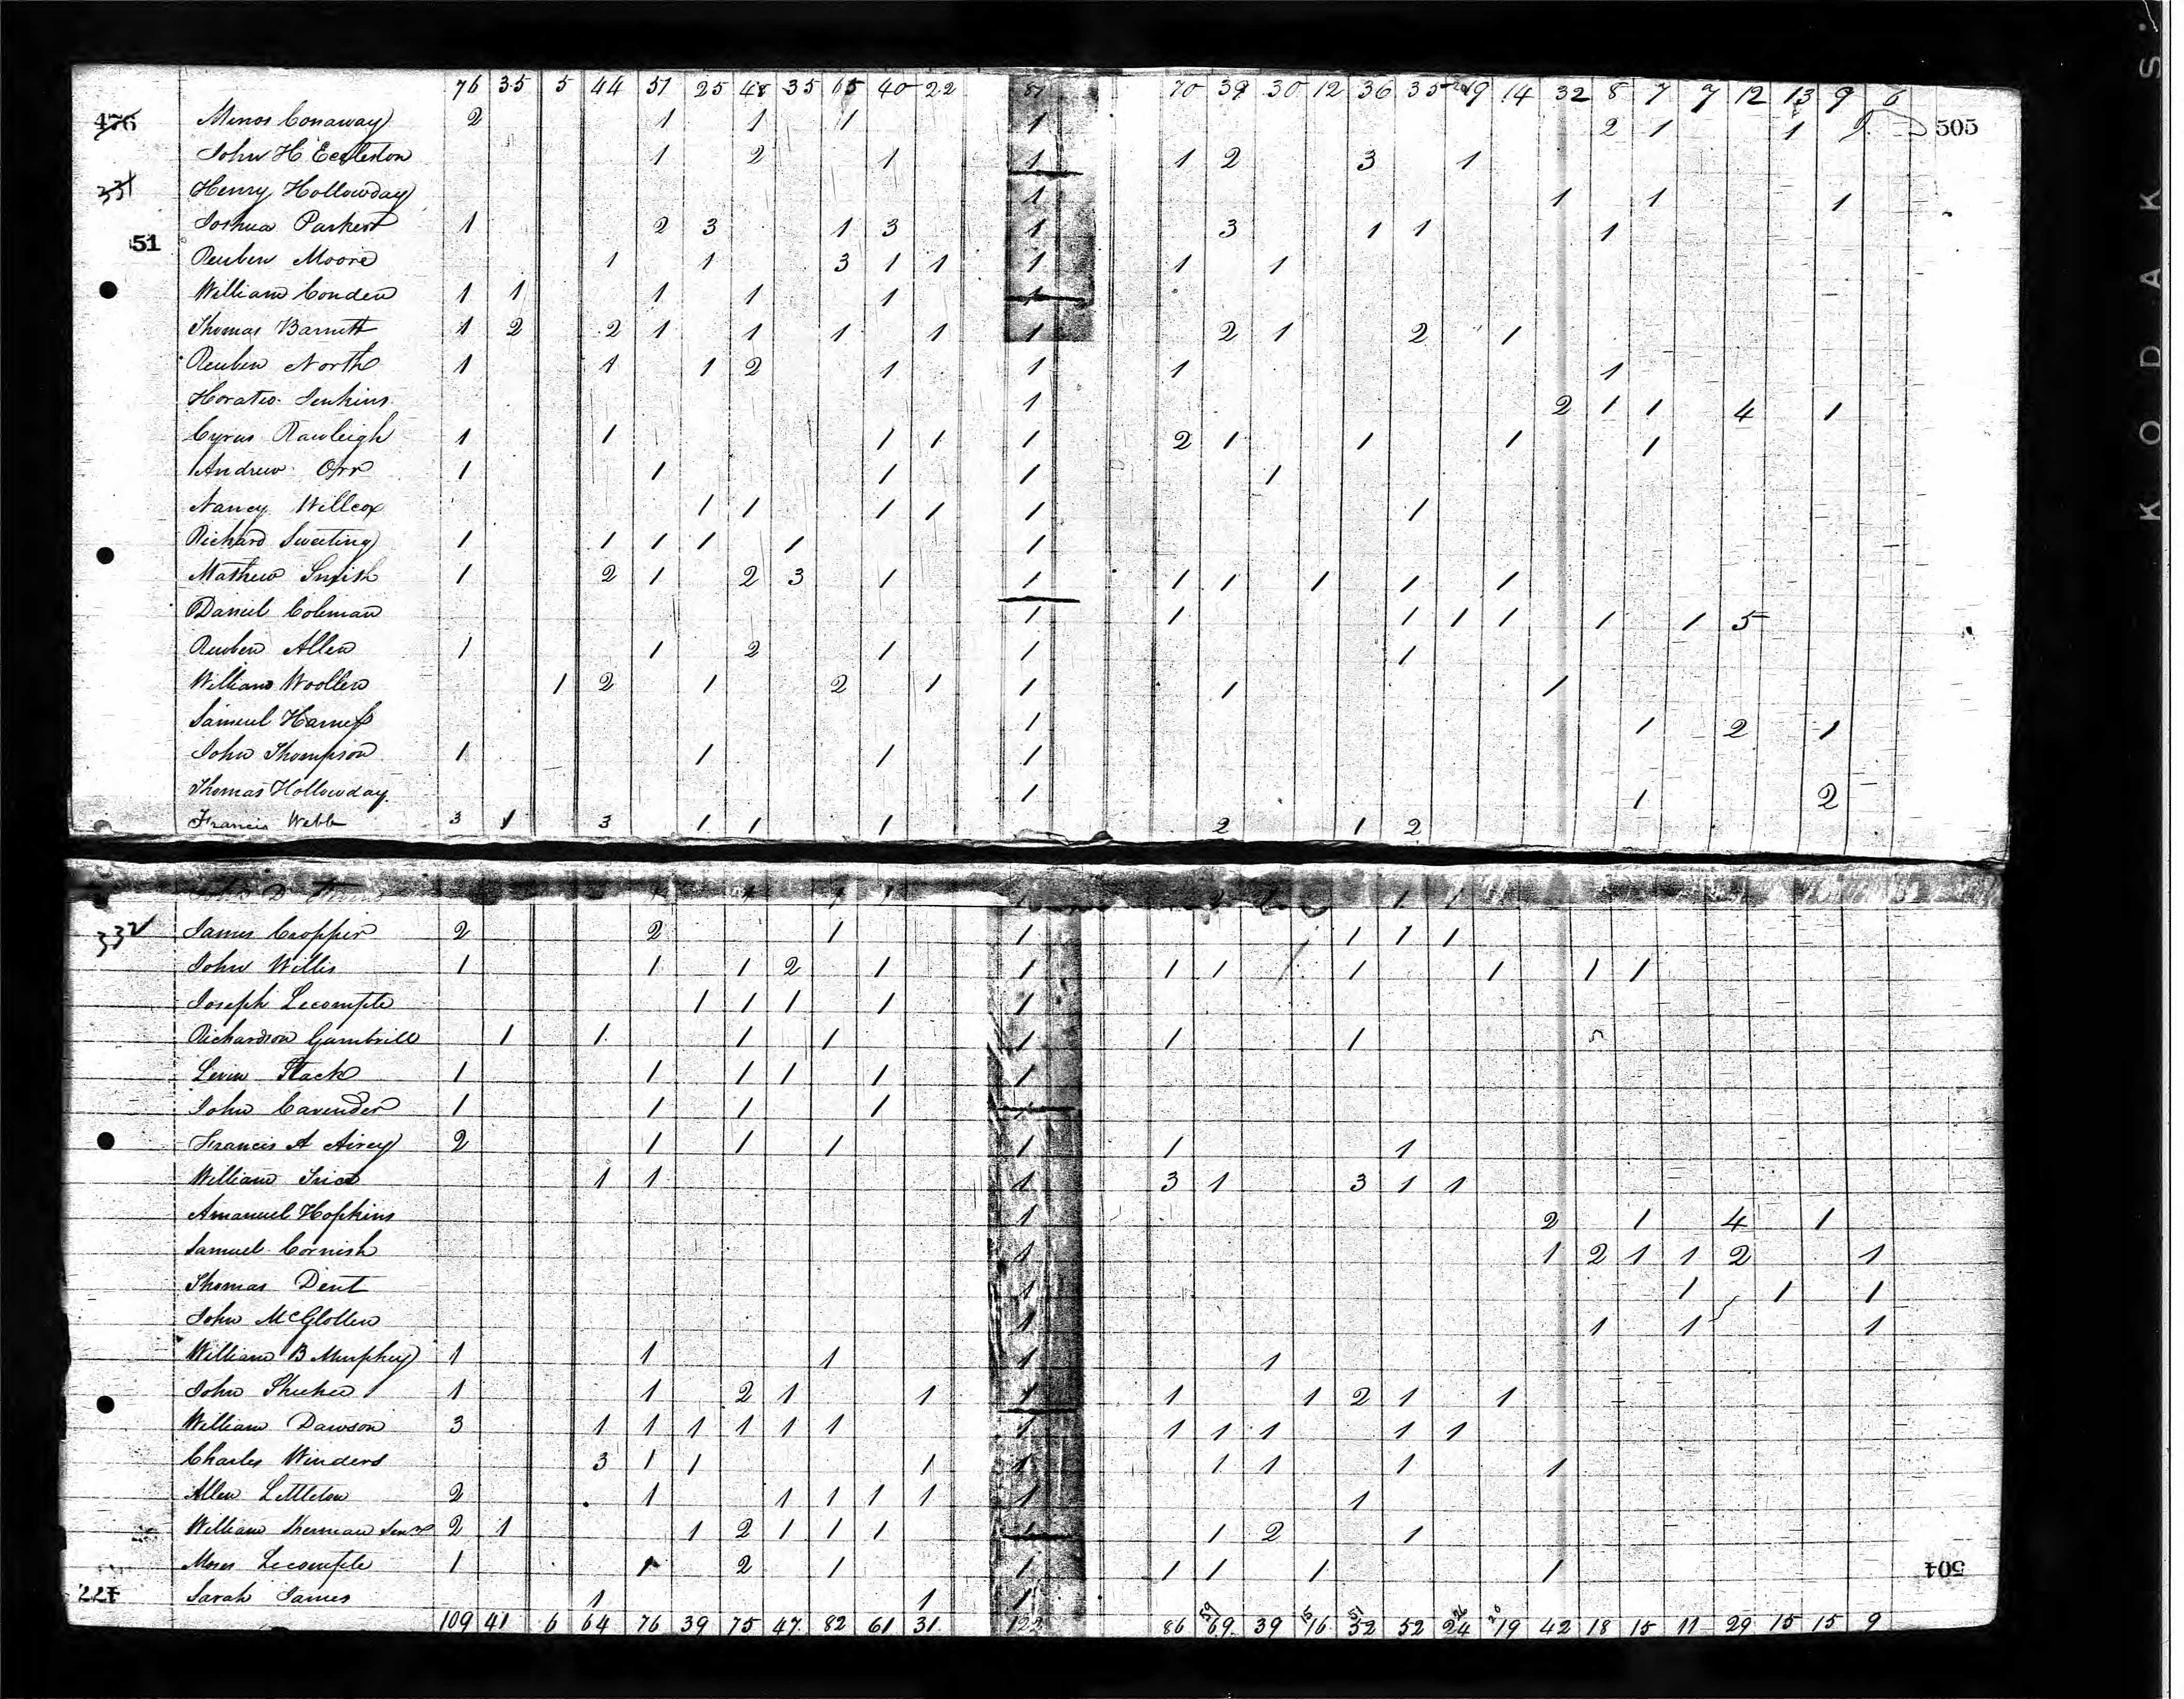 76 35 5 44 51 25 48 35 65 40 22 81 70 39 30 12 36 35 19 14 32 8 7 7 12 13 9 6
476 Minos Conaway 2 1 1 1 1 2 1 1 505
John H Eccleston 1 2 1 1 1 2 3 1
331 Henry Hollowday 1 1 1 1
Joshua Parker 1 2 3 1 3 1 3 1 1 1
51
Reuben Moore 1 1 3 1 1 1 1 1
William Conden 1 1 1 1 1 1
Thomas Barnett 1 2 2 1 1 1 1 1 2 1 2 1
Reuben North 1 1 1 2 1 1 1 1
Horatio Jenkins 1 2 1 1 4 1
Cyrus Rawleigh 1 1 1 1 1 2 1 1 1 1
Andrew Orr 1 1 1 1 1
Nancy Willcox 1 1 1 1 1 1
Richard Sweeting 1 1 1 1 1 1
Mathew Smith 1 2 1 2 3 1 1 1 1 1 1 1
Daniel Coleman 1 1 1 1 1 1 1 5
Reuben Allen 1 1 2 1 1 1
William Woollen 1 2 1 2 1 1 1 1
Samuel Harness 1 1 2 1
John Thompson 1 1 1 1
Thomas Hollowday 1 1 2
Francis Webb 3 1 3 1 1 1 2 1 2
John D
332 James Cropper 2 2 1 1 1 1 1
John Willis 1 1 1 2 1 1 1 1 1 1 1 1
Joseph Lecompte 1 1 1 1 1
Richardson Gambrill 1 1 1 1 1 1 1
Levin Stack 1 1 1 1 1 1
John Cavender 1 1 1 1
Francis A Airey 2 1 1 1 1 1 1
William Trice 1 1 1 3 1 3 1 1
Amanuel Hopkins 1 2 1 4 1
Samuel Cornish 1 1 2 1 1 2 1
Thomas Dent 1 1 1 1
John McGlotten 1 1 1 1
William B Murphey 1 1 1 1 1
John Shehee 1 1 2 1 1 1 1 1 2 1 1
William Dawson 3 1 1 1 1 1 1 1 1 1 1 1 1
Charles Winders 3 1 1 1 1 1 1 1 1
Allen Littleton 2 1 1 1 1 1 1 1
William Sherman Senr 2 1 1 2 1 1 1 1 1 2 1
Moses Lecompte 1 1 2 1 1 1 1 1 1 504
477 Sarah James 1 1 1
109 41 6 64 76 39 75 47 82 61 31 122 86 69 39 16 52 52 24 19 42 18 15 11 29 15 15 9
KODAK S